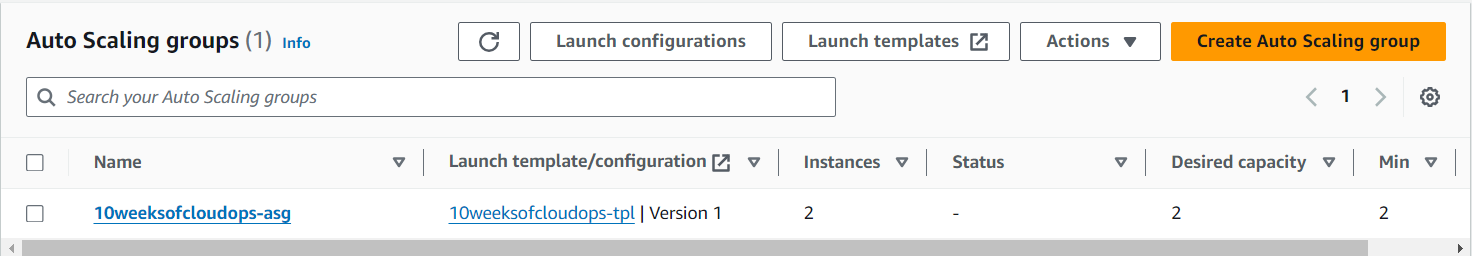 Auto Scaling groups (1) Info Launch configurations Launch templates Actions Create Auto Scaling group
Search your Auto Scaling groups 1
Name Launch template/configuration Instances Status Desired capacity Min
10weeksofcloudops-asg 10weeksofcloudops-tpl | Version 1 2 - 2 2